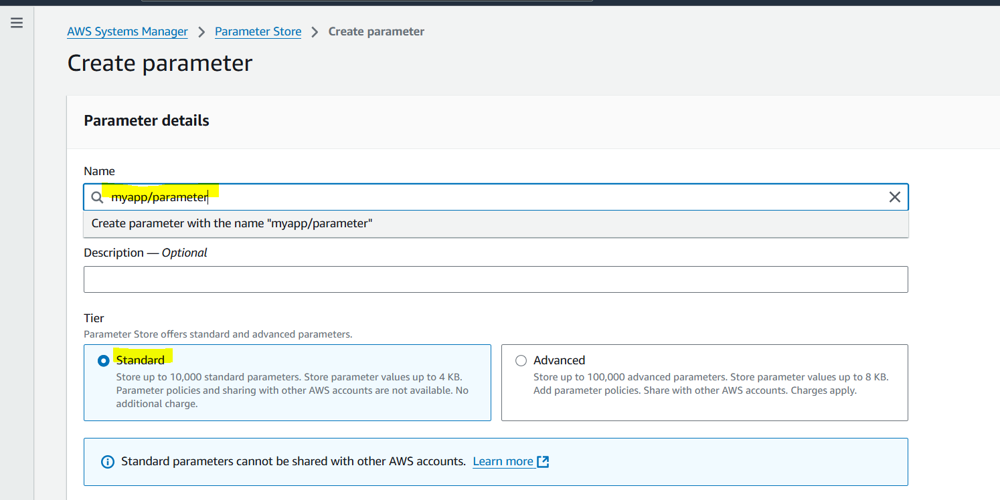 AWS Systems Manager > Parameter Store > Create parameter
Create parameter
Parameter details
Name
myapp/parameter
Create parameter with the name "myapp/parameter"
Description — Optional
Tier
Parameter Store offers standard and advanced parameters.
Standard
Store up to 10,000 standard parameters. Store parameter values up to 4 KB.
Parameter policies and sharing with other AWS accounts are not available. No
additional charge.
Advanced
Store up to 100,000 advanced parameters. Store parameter values up to 8 KB.
Add parameter policies. Share with other AWS accounts. Charges apply.
Standard parameters cannot be shared with other AWS accounts. Learn more